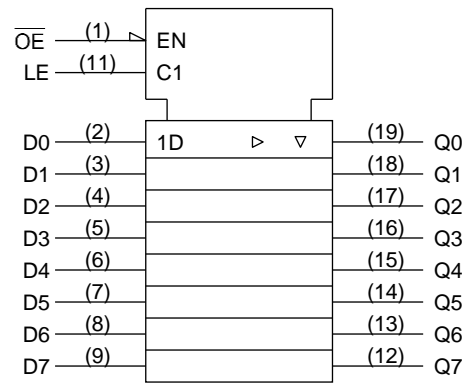 OE (1) EN
LE (11) C1
D0 (2) 1D (19) Q0
D1 (3) (18) Q1
D2 (4) (17) Q2
D3 (5) (16) Q3
D4 (6) (15) Q4
D5 (7) (14) Q5
D6 (8) (13) Q6
D7 (9) (12) Q7